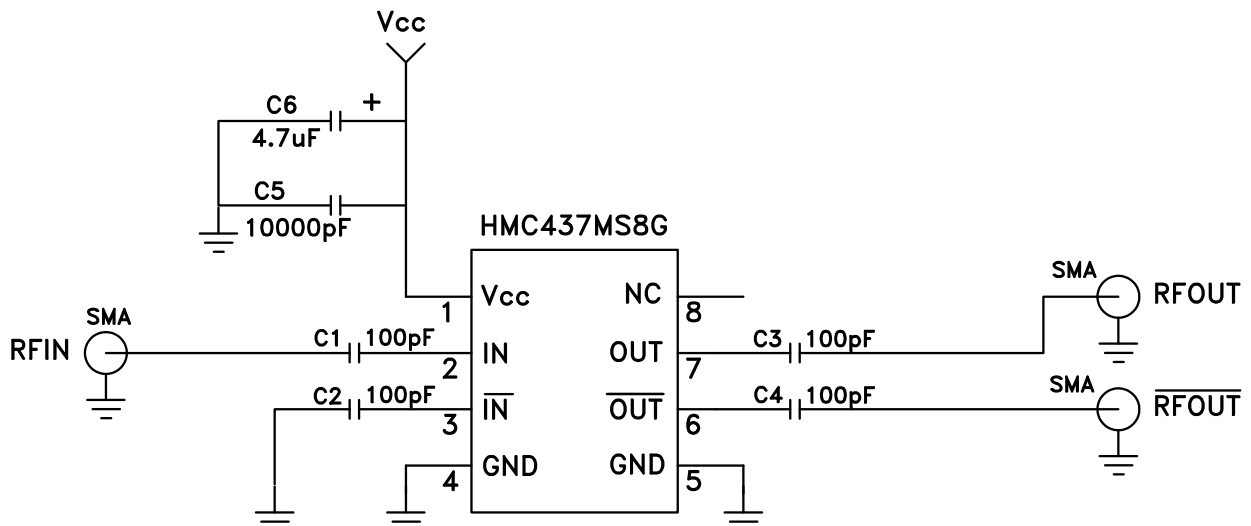 Vcc
C6
+
4.7uF
C5
10000pF
HMC437MS8G
Vcc
NC
1
8
SMA
RFOUT
SMA
RFIN
C1
100pF
IN
OUT
C3
100pF
2
7
C2
100pF
IN
OUT
C4
100pF
SMA
RFOUT
3
6
GND
GND
4
5